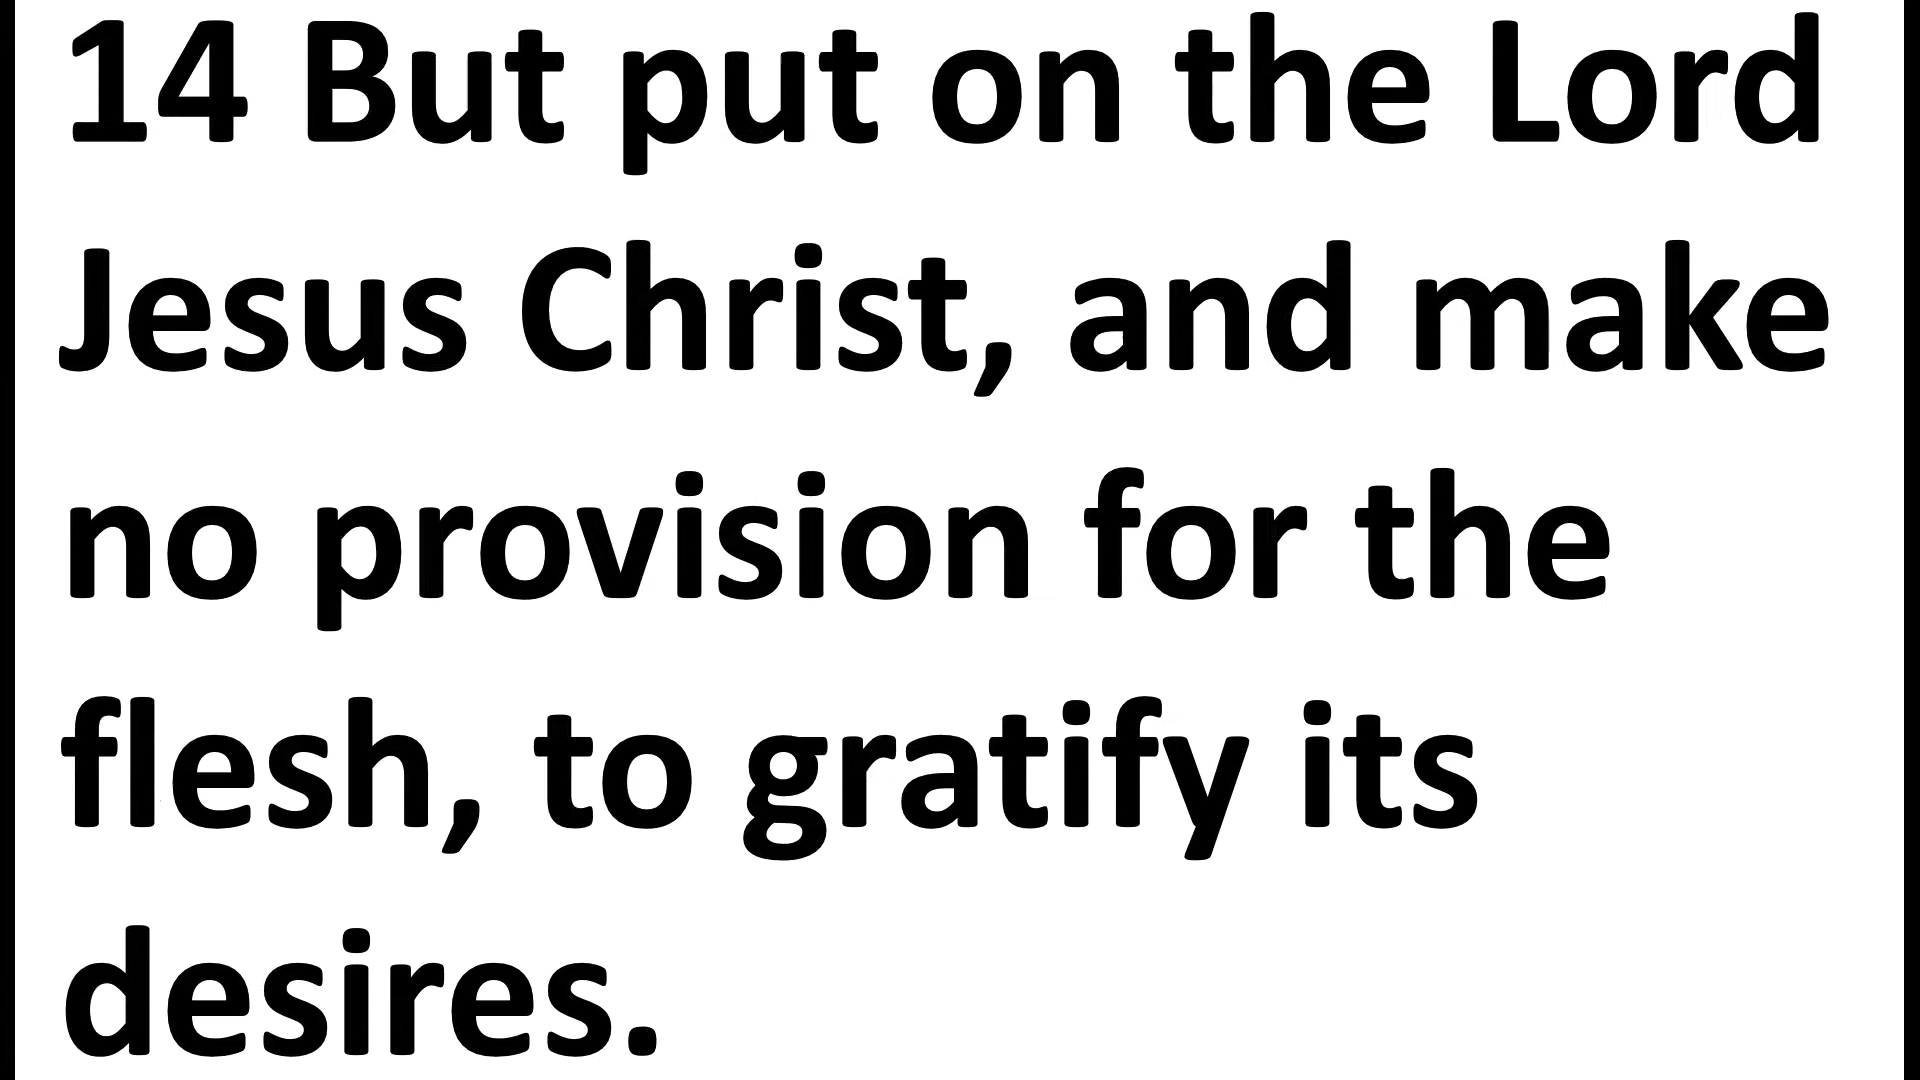 14 But put on the Lord
Jesus Christ, and make
no provision for the
flesh, to gratify its
desires.